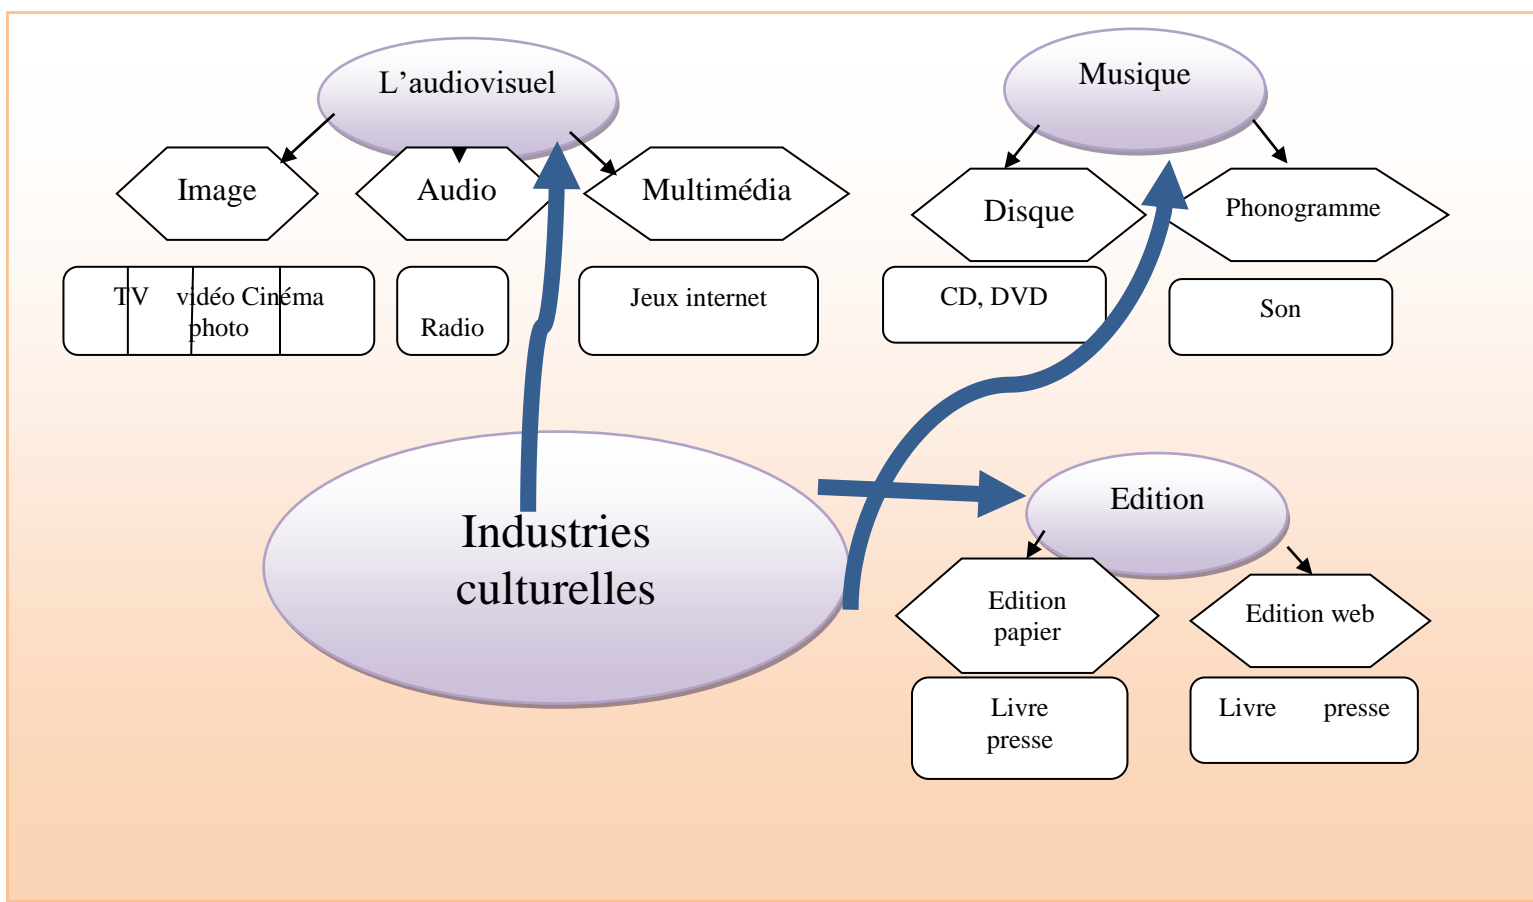 L’audiovisuel
Musique
Image
Audio
Multimédia
Disque
Phonogramme
TV vidéo Cinéma
photo
Radio
Jeux internet
CD, DVD
Son
Industries
culturelles
Edition
Edition
papier
Edition web
Livre
presse
Livre presse